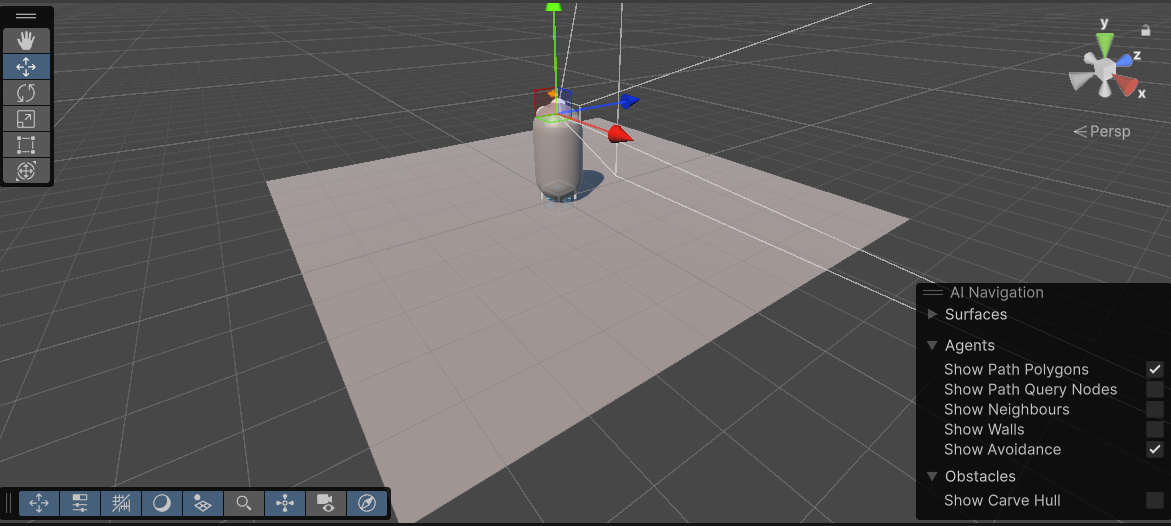 y
z
x
Persp
AI Navigation
Surfaces
Agents
Show Path Polygons
Show Path Query Nodes
Show Neighbours
Show Walls
Show Avoidance
Obstacles
Show Carve Hull